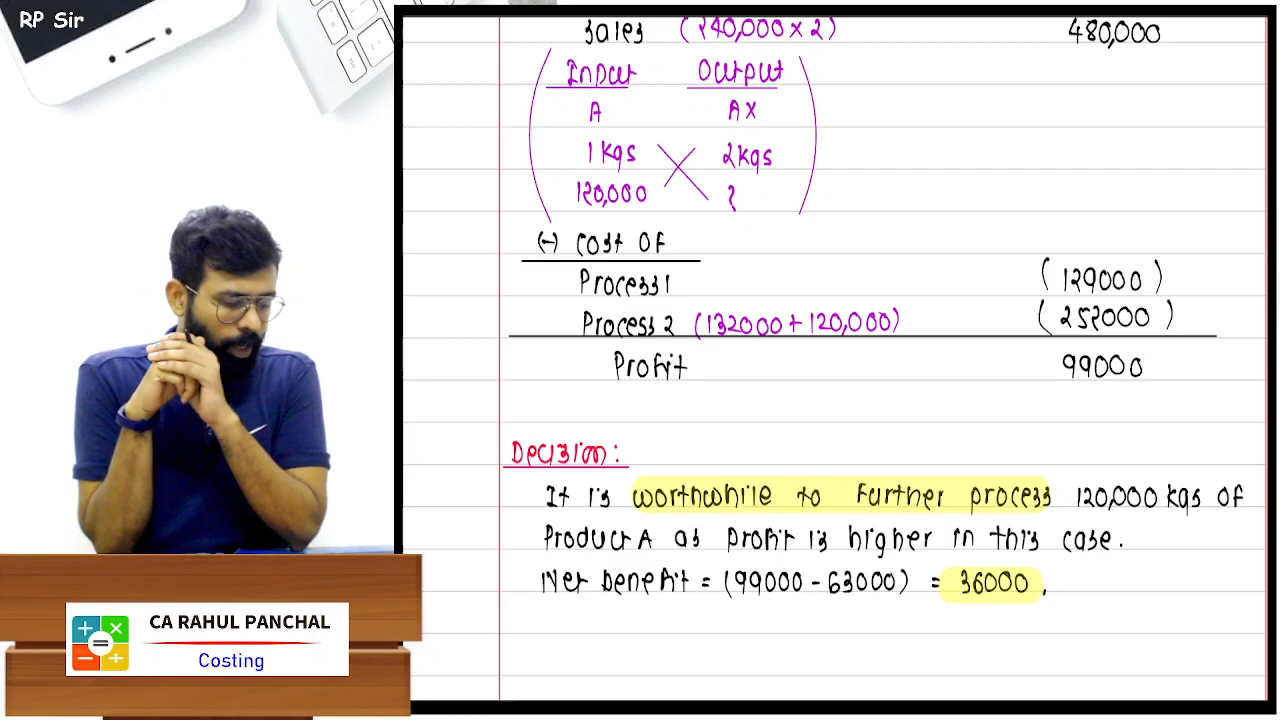 RP Sir
Sales (240,000 x 2) 480,000
Input Output
A AX
1 kgs 2 kgs
120,000 ?
(-) Cost of
Process 1 (129000)
Process 2 (132000 + 120,000) (252000)
Profit 99000
Decision:
It is worthwhile to further process 120,000 kgs of
Product A as profit is higher in this case.
Net benefit = (99000 - 63000) = 36000.
CA RAHUL PANCHAL
Costing